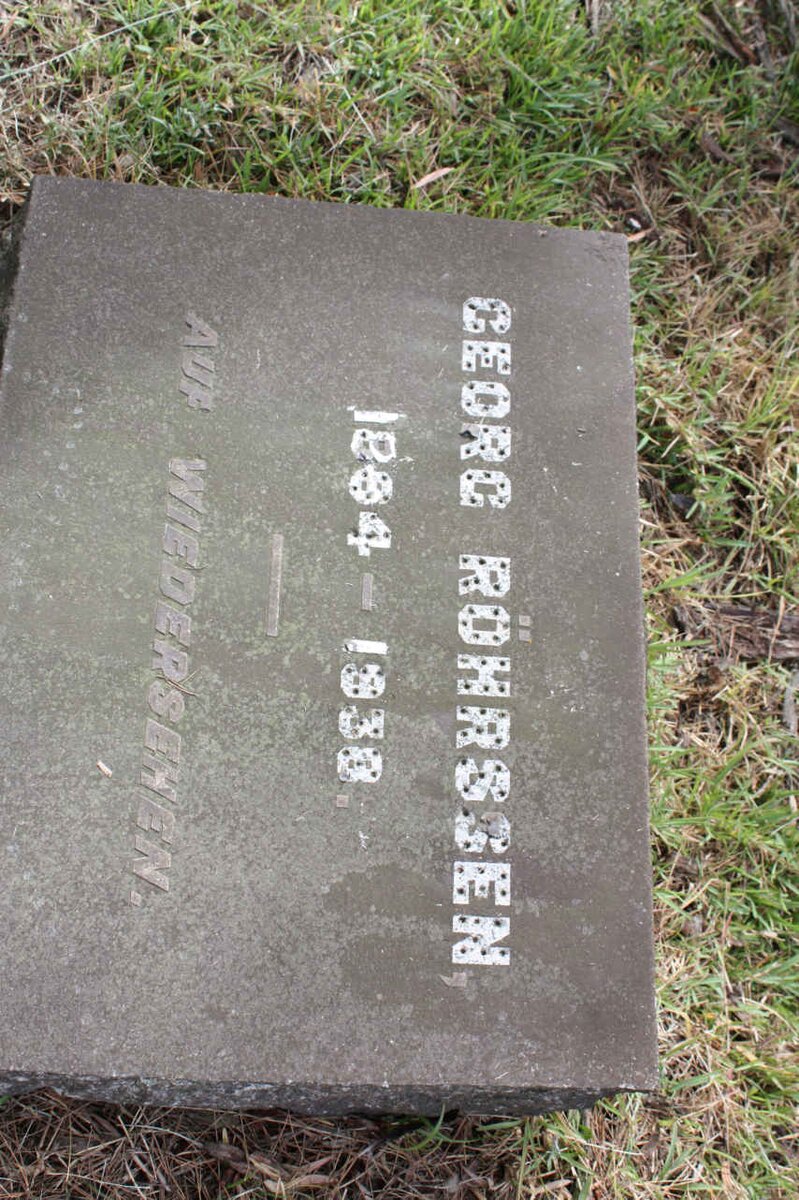 GEORG RÖHRSSEN,
1864 – 1938.
AUF WIEDERSEHEN.